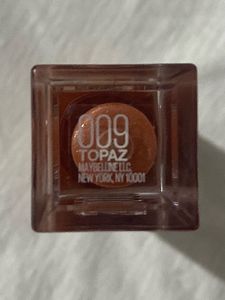 009
TOPAZ
MAYBELLINE LLC,
NEW YORK, NY 10001